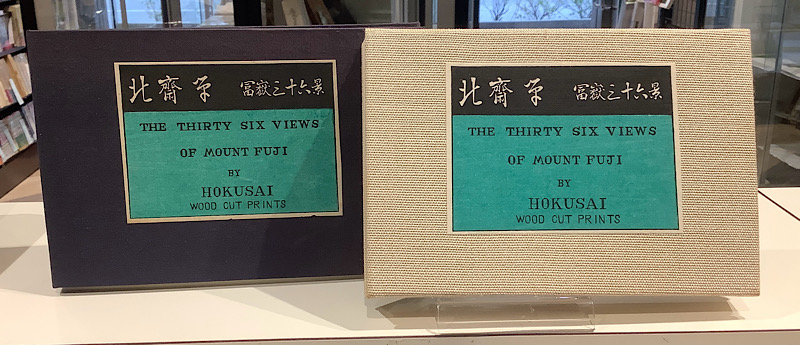 北齋筆 冨嶽三十六景
THE THIRTY SIX VIEWS
OF MOUNT FUJI
BY
HOKUSAI
WOOD CUT PRINTS
北齋筆 冨嶽三十六景
THE THIRTY SIX VIEWS
OF MOUNT FUJI
BY
HOKUSAI
WOOD CUT PRINTS